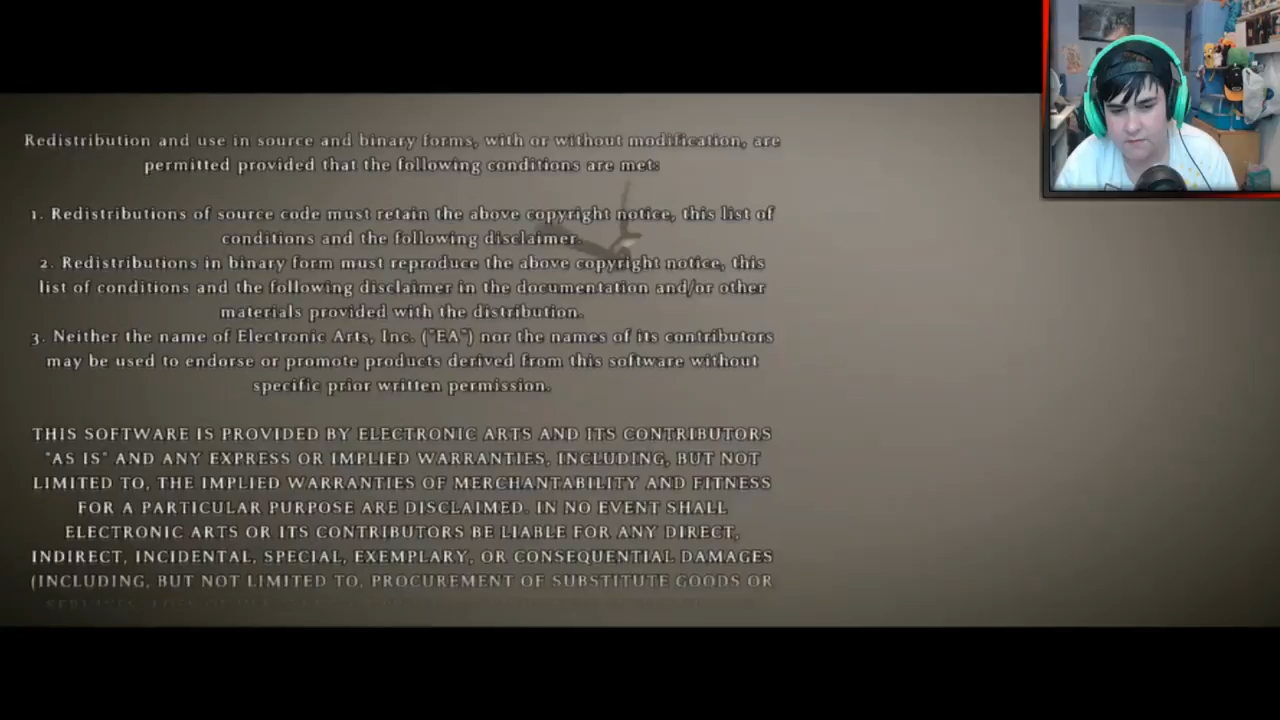 Redistribution and use in source and binary forms, with or without modification, are
permitted provided that the following conditions are met:
1. Redistributions of source code must retain the above copyright notice, this list of
conditions and the following disclaimer.
2. Redistributions in binary form must reproduce the above copyright notice, this
list of conditions and the following disclaimer in the documentation and/or other
materials provided with the distribution.
3. Neither the name of Electronic Arts, Inc. ("EA") nor the names of its contributors
may be used to endorse or promote products derived from this software without
specific prior written permission.
THIS SOFTWARE IS PROVIDED BY ELECTRONIC ARTS AND ITS CONTRIBUTORS
"AS IS" AND ANY EXPRESS OR IMPLIED WARRANTIES, INCLUDING, BUT NOT
LIMITED TO, THE IMPLIED WARRANTIES OF MERCHANTABILITY AND FITNESS
FOR A PARTICULAR PURPOSE ARE DISCLAIMED. IN NO EVENT SHALL
ELECTRONIC ARTS OR ITS CONTRIBUTORS BE LIABLE FOR ANY DIRECT,
INDIRECT, INCIDENTAL, SPECIAL, EXEMPLARY, OR CONSEQUENTIAL DAMAGES
(INCLUDING, BUT NOT LIMITED TO, PROCUREMENT OF SUBSTITUTE GOODS OR